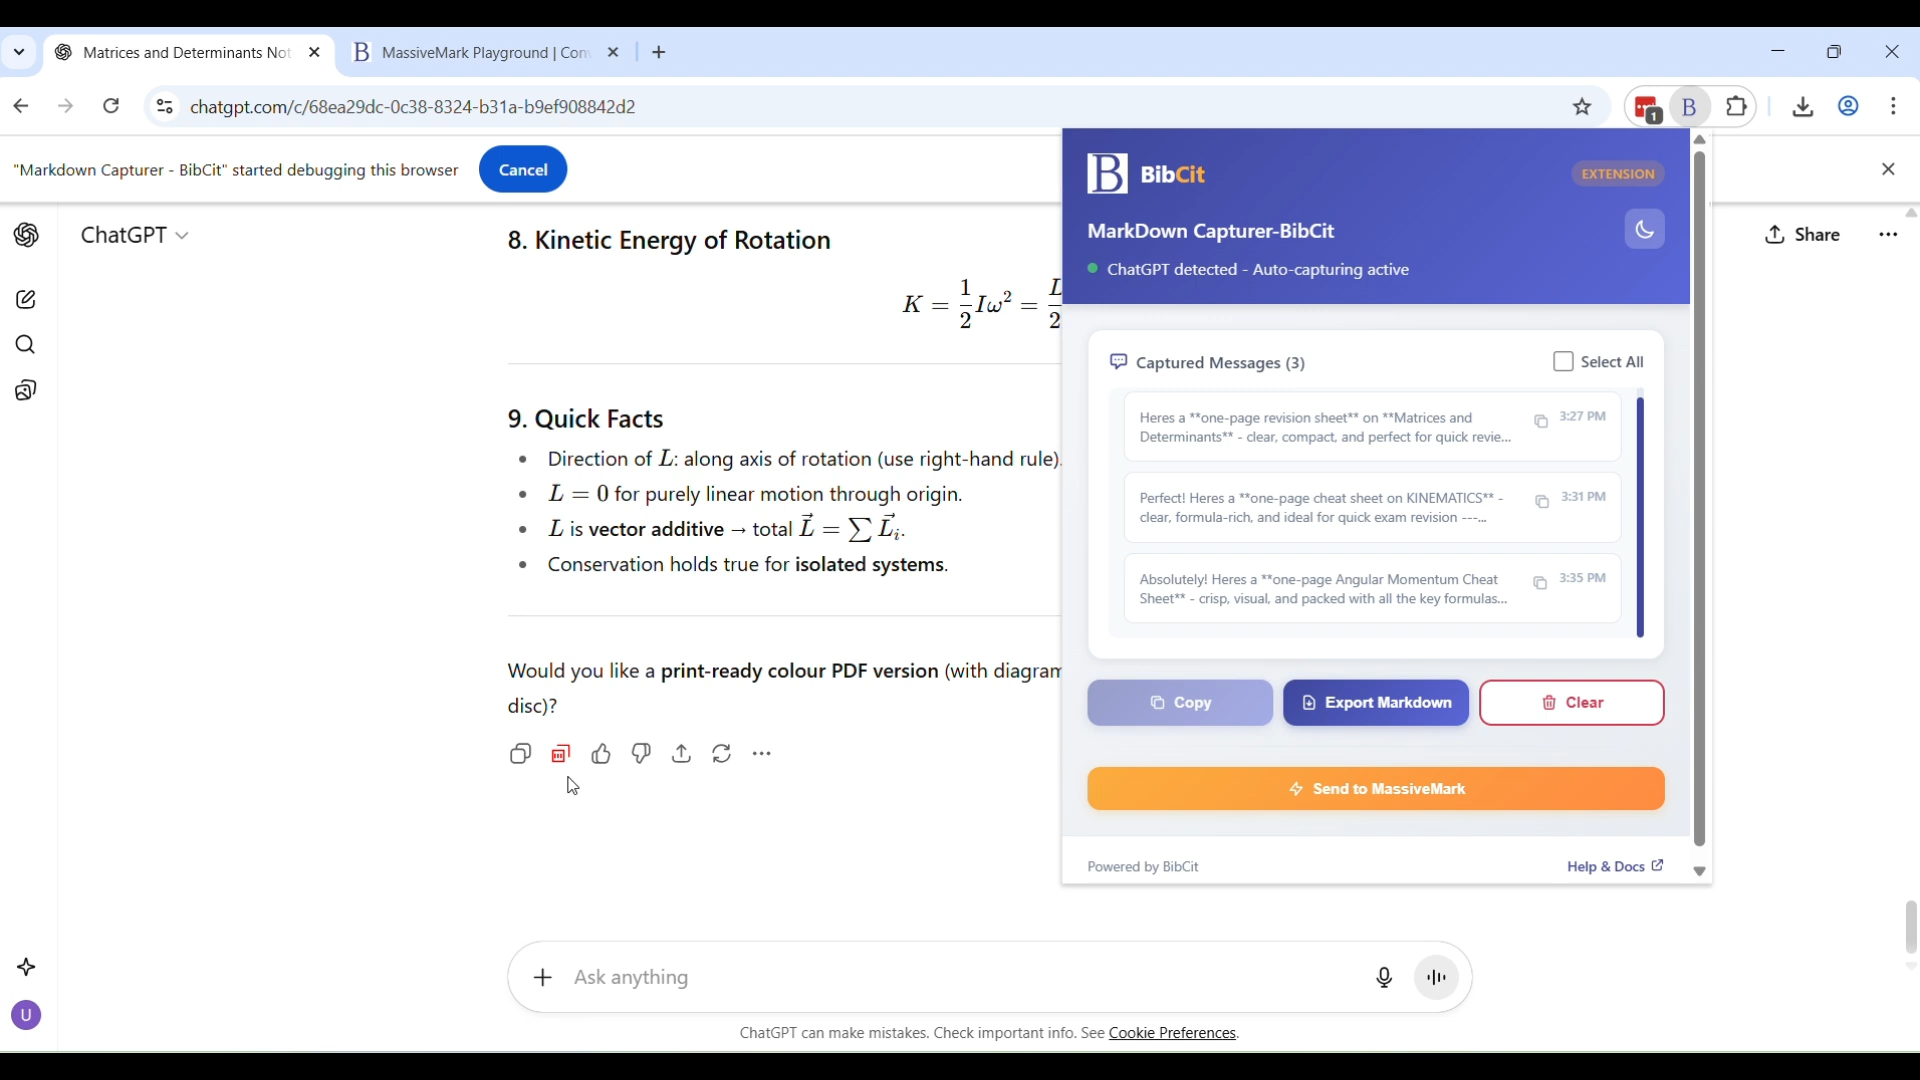 Matrices and Determinants Not
MassiveMark Playground | Con
chatgpt.com/c/68ea29dc-0c38-8324-b31a-b9ef908842d2
1
B
"Markdown Capturer - BibCit" started debugging this browser
Cancel
ChatGPT
Share
8. Kinetic Energy of Rotation
K = 1/2 Iω² = L/2
9. Quick Facts
• Direction of L: along axis of rotation (use right-hand rule).
• L = 0 for purely linear motion through origin.
• L is vector additive → total L⃗ = ∑ L⃗ᵢ.
• Conservation holds true for isolated systems.
Would you like a print-ready colour PDF version (with diagram
disc)?
B BibCit
EXTENSION
MarkDown Capturer-BibCit
ChatGPT detected - Auto-capturing active
Captured Messages (3)
Select All
Heres a **one-page revision sheet** on **Matrices and
Determinants** - clear, compact, and perfect for quick revie...
3:27 PM
Perfect! Heres a **one-page cheat sheet on KINEMATICS** -
clear, formula-rich, and ideal for quick exam revision ---...
3:31 PM
Absolutely! Heres a **one-page Angular Momentum Cheat
Sheet** - crisp, visual, and packed with all the key formulas...
3:35 PM
Copy
Export Markdown
Clear
Send to MassiveMark
Powered by BibCit
Help & Docs
U
Ask anything
ChatGPT can make mistakes. Check important info. See Cookie Preferences.